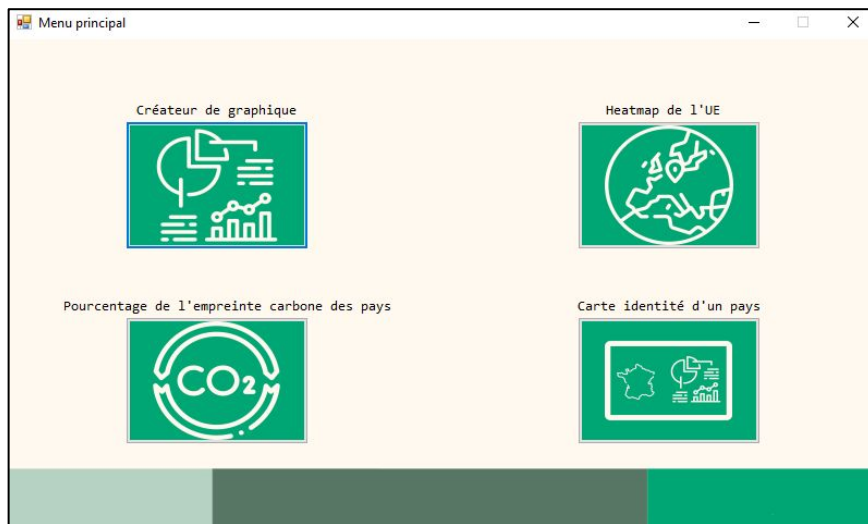 Menu principal
Créateur de graphique
Heatmap de l'UE
Pourcentage de l'empreinte carbone des pays
CO2
Carte identité d'un pays